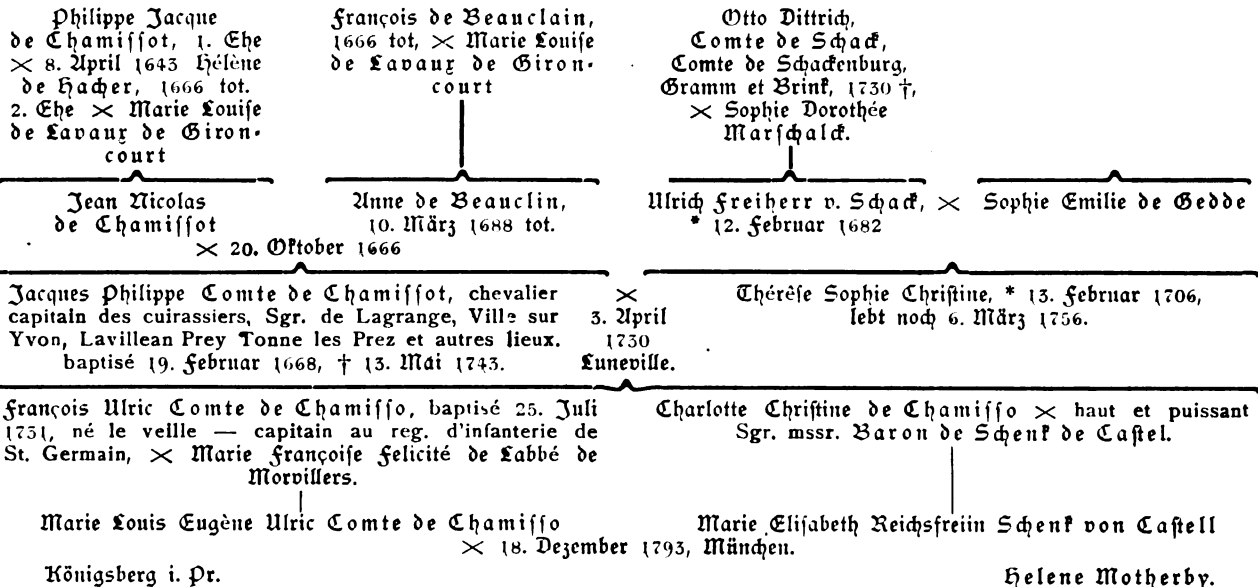 Philippe Jacque
de Chamissot, 1. Ehe
× 8. April 1643 Hélène
de Hacher, 1666 tot.
2. Ehe × Marie Louise
de Lavaux de Giron-
court
François de Beauclain,
1666 tot, × Marie Louise
de Lavaux de Giron-
court
Otto Dittrich,
Comte de Schack,
Comte de Schackenburg,
Gramm et Brink, 1730 †,
× Sophie Dorothée
Marschalck.
Jean Nicolas
de Chamissot
Anne de Beauclin,
10. März 1688 tot.
× 20. Oktober 1666
Ulrich Freiherr v. Schack, × Sophie Emilie de Gedde
* 12. Februar 1682
Jacques Philippe Comte de Chamissot, chevalier
capitain des cuirassiers, Sgr. de Lagrange, Ville sur
Yvon, Lavillean Prey Tonne les Prez et autres lieux.
baptisé 19. Februar 1668, † 13. Mai 1743.
×
3. April
1730
Luneville.
Thérèse Sophie Christine, * 13. Februar 1706,
lebt noch 6. März 1756.
François Ulric Comte de Chamisso, baptisé 25. Juli
1731, né le veille — capitain au reg. d'infanterie de
St. Germain, × Marie Françoise Felicité de Labbé de
Morvillers.
Charlotte Christine de Chamisso × haut et puissant
Sgr. mssr. Baron de Schenk de Castel.
Marie Louis Eugène Ulric Comte de Chamisso
Marie Elisabeth Reichsfreiin Schenk von Castell
× 18. Dezember 1793, München.
Königsberg i. Pr.
Helene Motherby.